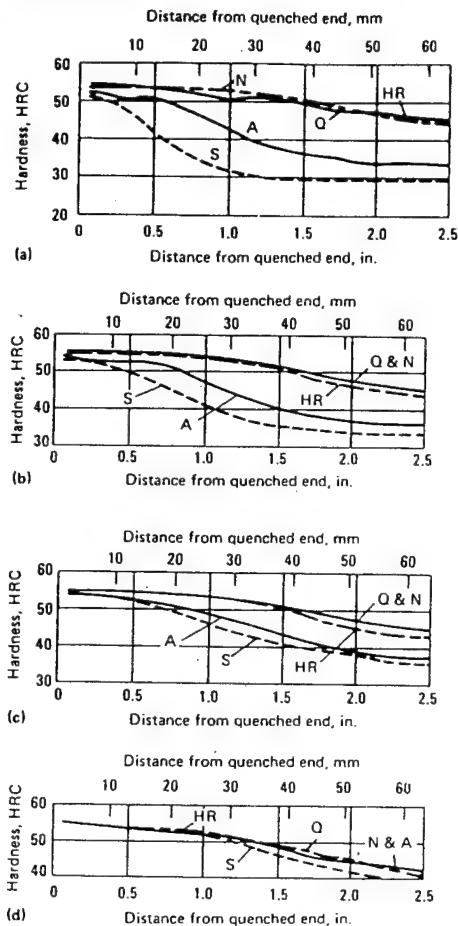 Distance from quenched end, mm
10 20 30 40 50 60
60
50
40
30
20
Hardness, HRC
N
HR
Q
A
S
0 0.5 1.0 1.5 2.0 2.5
(a)
Distance from quenched end, in.
Distance from quenched end, mm
10 20 30 40 50 60
60
50
40
30
Hardness, HRC
Q & N
HR
S
A
0 0.5 1.0 1.5 2.0 2.5
(b)
Distance from quenched end, in.
Distance from quenched end, mm
10 20 30 40 50 60
60
50
40
30
Hardness, HRC
Q & N
A
S
HR
0 0.5 1.0 1.5 2.0 2.5
(c)
Distance from quenched end, in.
Distance from quenched end, mm
10 20 30 40 50 60
60
50
40
Hardness, HRC
HR
Q
N & A
S
0 0.5 1.0 1.5 2.0 2.5
(d)
Distance from quenched end, in.